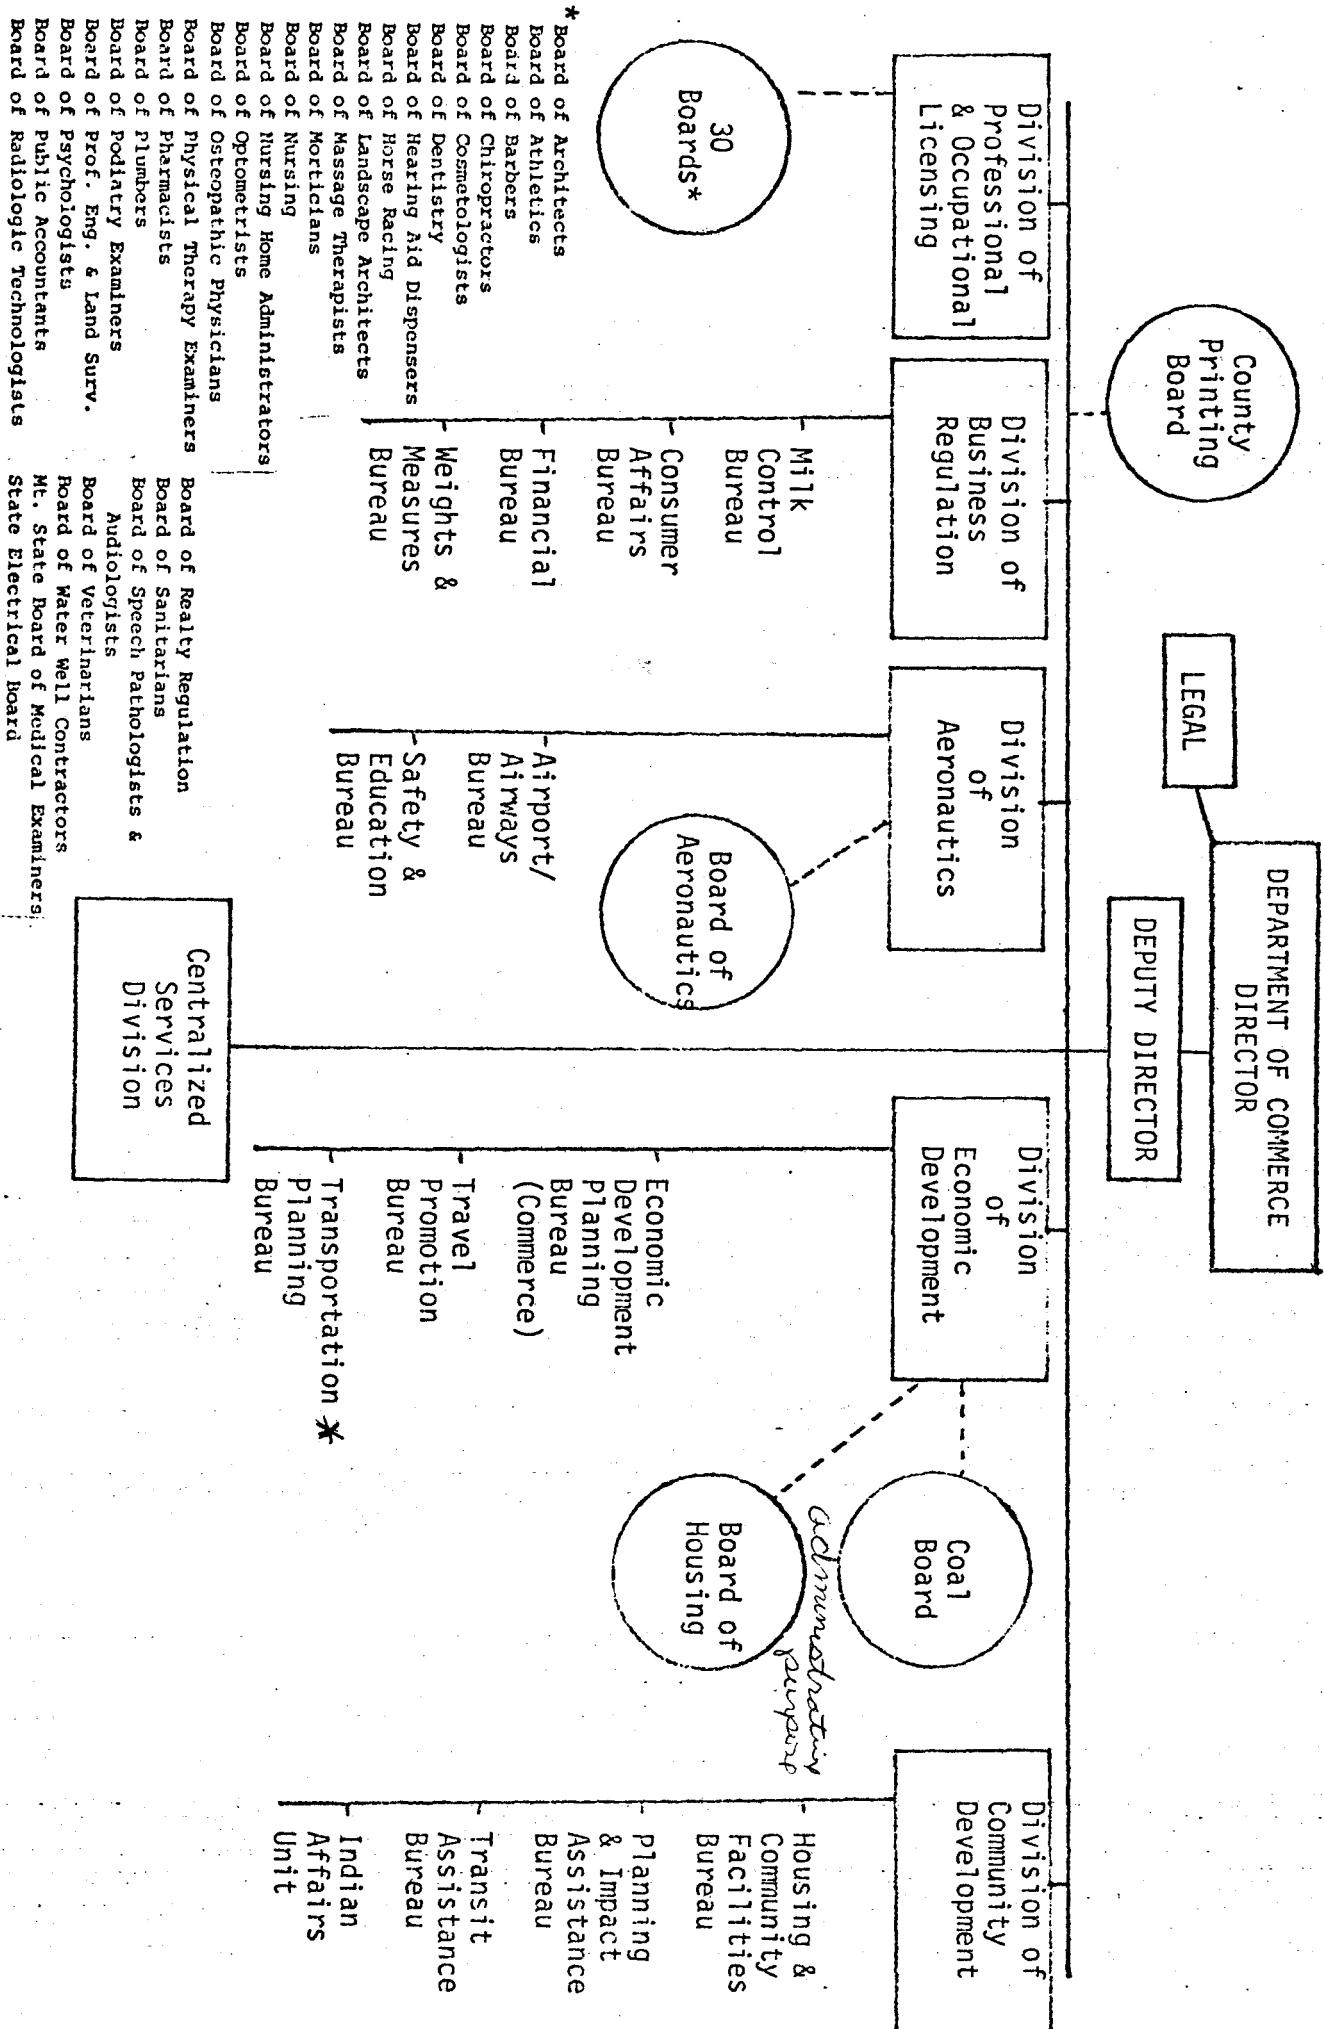 DEPARTMENT OF COMMERCE
DIRECTOR
LEGAL
DEPUTY DIRECTOR
County
Printing
Board
Division of
Professional
& Occupational
Licensing
30
Boards*
Division of
Business
Regulation
Milk
Control
Bureau
Consumer
Affairs
Bureau
Financial
Bureau
Weights &
Measures
Bureau
Division
of
Aeronautics
Board of
Aeronautics
Airport/
Airways
Bureau
Safety &
Education
Bureau
Division
of
Economic
Development
Coal
Board
administrative
purpose
Board of
Housing
Economic
Development
Planning
Bureau
(Commerce)
Travel
Promotion
Bureau
Transportation *
Planning
Bureau
Division of
Community
Development
Housing &
Community
Facilities
Bureau
Planning
& Impact
Assistance
Bureau
Transit
Assistance
Bureau
Indian
Affairs
Unit
Centralized
Services
Division
* Board of Architects
Board of Athletics
Board of Barbers
Board of Chiropractors
Board of Cosmetologists
Board of Dentistry
Board of Hearing Aid Dispensers
Board of Horse Racing
Board of Landscape Architects
Board of Massage Therapists
Board of Morticians
Board of Nursing
Board of Nursing Home Administrators
Board of Optometrists
Board of Osteopathic Physicians
Board of Physical Therapy Examiners
Board of Pharmacists
Board of Plumbers
Board of Podiatry Examiners
Board of Prof. Eng. & Land Surv.
Board of Psychologists
Board of Public Accountants
Board of Radiologic Technologists
Board of Realty Regulation
Board of Sanitarians
Board of Speech Pathologists &
Audiologists
Board of Veterinarians
Board of Water Well Contractors
Mt. State Board of Medical Examiners
State Electrical Board